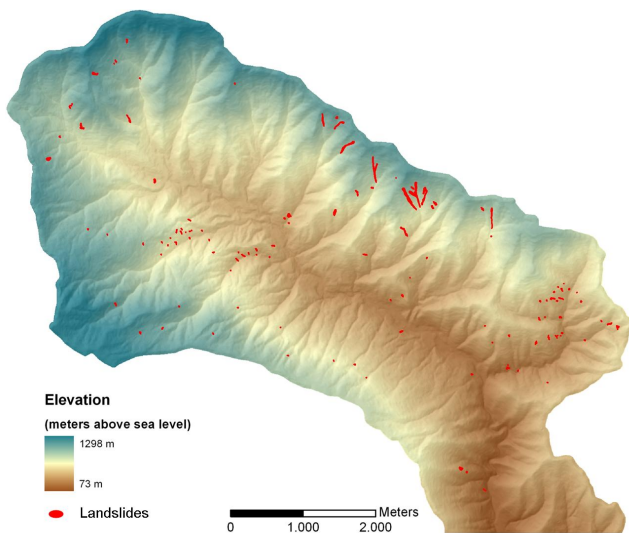 Elevation
(meters above sea level)
1298 m
73 m
Landslides
Meters
0 1.000 2.000